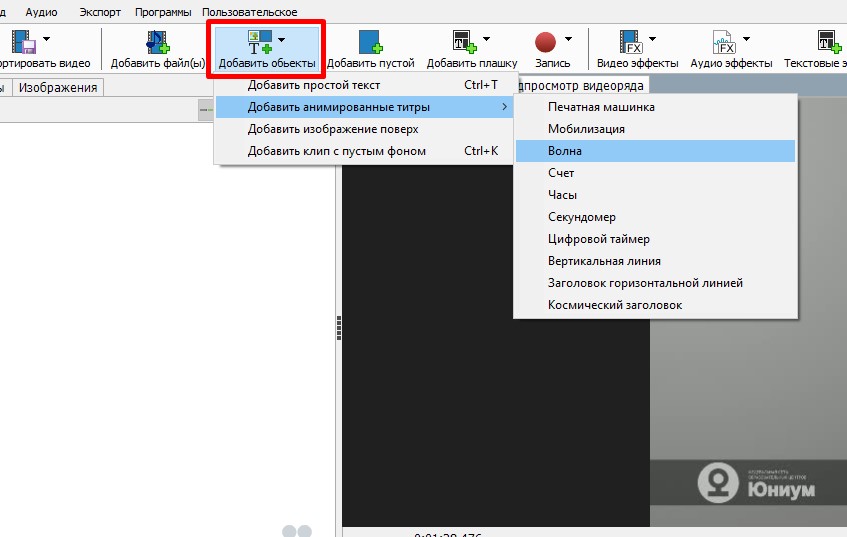 Аудио Экспорт Программы Пользовательское
ортировать видео Добавить файл(ы) Добавить объекты Добавить пустой Добавить плашку Запись Видео эффекты Аудио эффекты Текстовые э
ы Изображения дпросмотр видеоряда
Добавить простой текст Ctrl+T
Добавить анимированные титры
Добавить изображение поверх
Добавить клип с пустым фоном Ctrl+K
Печатная машинка
Мобилизация
Волна
Счет
Часы
Секундомер
Цифровой таймер
Вертикальная линия
Заголовок горизонтальной линией
Космический заголовок
Юниум